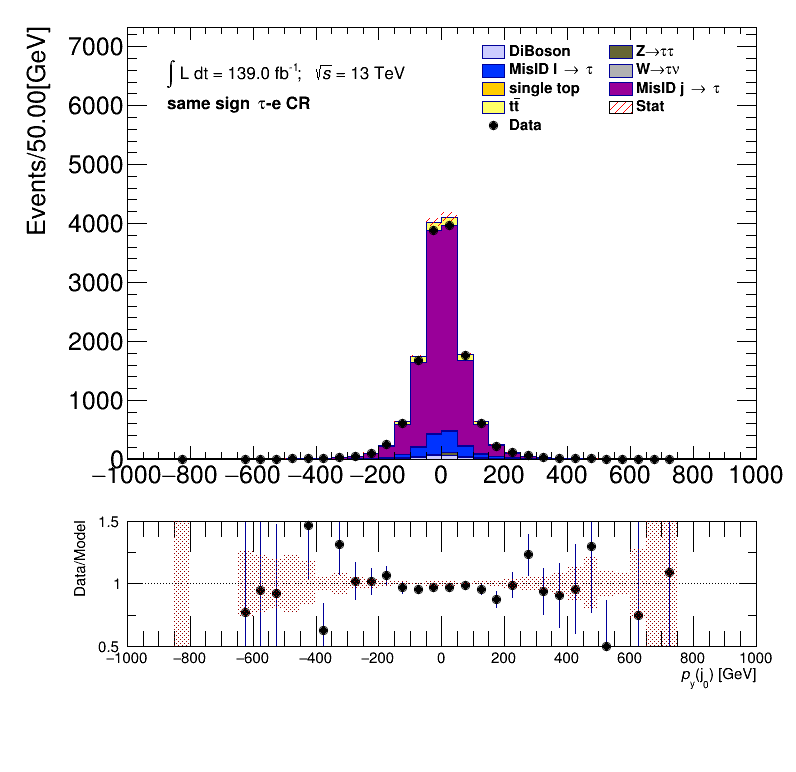 Events/50.00[GeV]
7000
6000
5000
4000
3000
2000
1000
0
∫ L dt = 139.0 fb⁻¹; √s = 13 TeV
same sign τ-e CR
DiBoson
Z→ττ
MisID l → τ
W→τν
single top
MisID j → τ
tt̄
Stat
Data
−1000 −800 −600 −400 −200 0 200 400 600 800 1000
Data/Model
1.5
1
0.5
−1000 −800 −600 −400 −200 0 200 400 600 800 1000
p_y(j_0) [GeV]